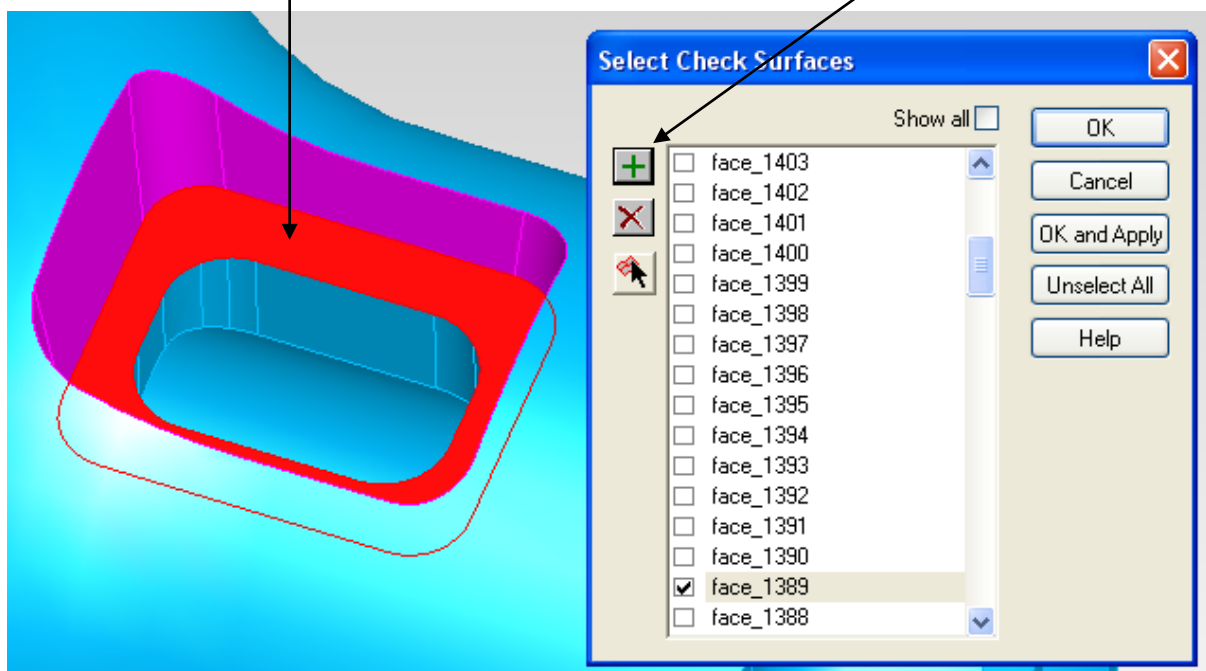 Select Check Surfaces
Show all
OK
Cancel
OK and Apply
Unselect All
Help
face_1403
face_1402
face_1401
face_1400
face_1399
face_1398
face_1397
face_1396
face_1395
face_1394
face_1393
face_1392
face_1391
face_1390
face_1389
face_1388